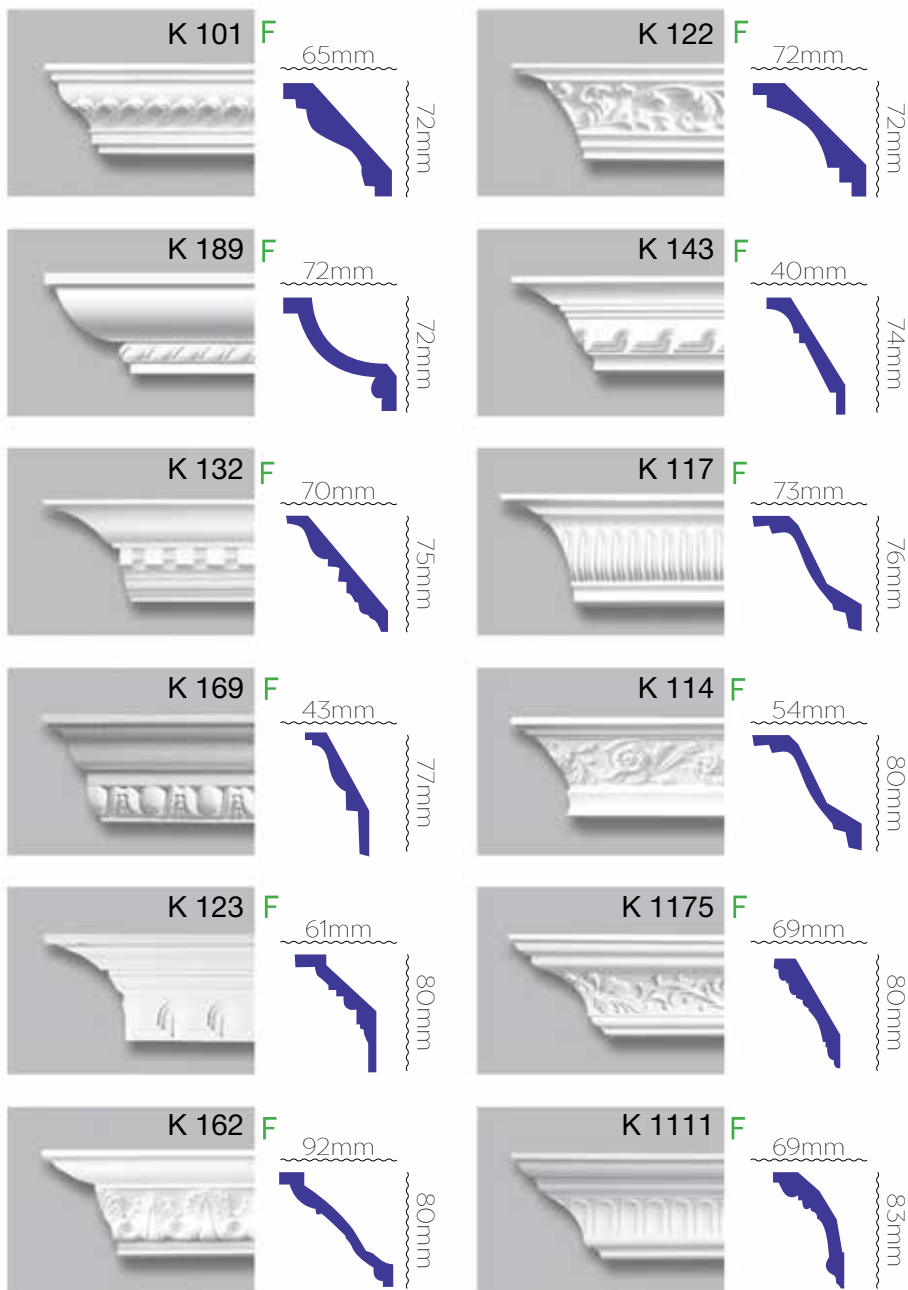 K 101 F
65mm
72mm
K 122 F
72mm
72mm
K 189 F
72mm
72mm
K 143 F
40mm
74mm
K 132 F
70mm
75mm
K 117 F
73mm
76mm
K 169 F
43mm
77mm
K 114 F
54mm
80mm
K 123 F
61mm
80mm
K 1175 F
69mm
80mm
K 162 F
92mm
80mm
K 1111 F
69mm
83mm